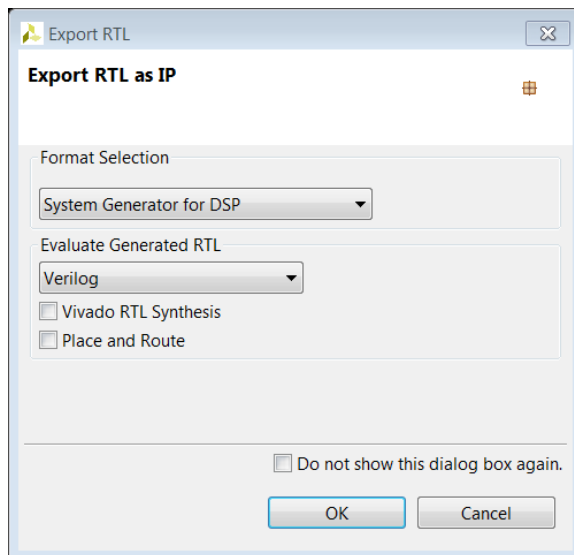 Export RTL
Export RTL as IP
Format Selection
System Generator for DSP
Evaluate Generated RTL
Verilog
Vivado RTL Synthesis
Place and Route
Do not show this dialog box again.
OK
Cancel